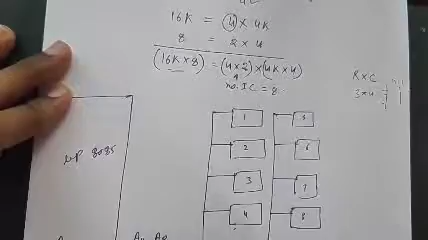 16K = 4 × 4K
8 = 2 × 4
(16K × 8) = (4 × 2) × (4K × 4)
no. IC = 8
R × C
3 × 4
μP 8085
1
2
3
4
5
6
7
8